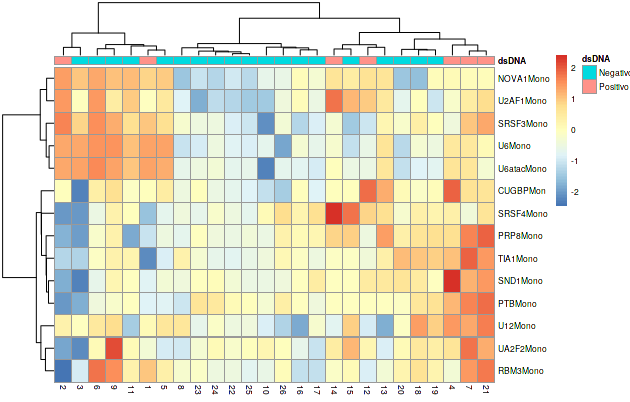 dsDNA
dsDNA
Negativo
Positivo
2
1
0
-1
-2
NOVA1Mono
U2AF1Mono
SRSF3Mono
U6Mono
U6atacMono
CUGBPMon
SRSF4Mono
PRP8Mono
TIA1Mono
SND1Mono
PTBMono
U12Mono
UA2F2Mono
RBM3Mono
2 3 6 9 11 1 5 8 23 24 22 25 10 26 16 17 14 15 12 13 20 18 19 4 7 21